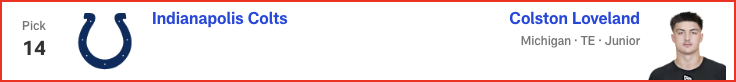 Pick
14
Indianapolis Colts
Colston Loveland
Michigan · TE · Junior